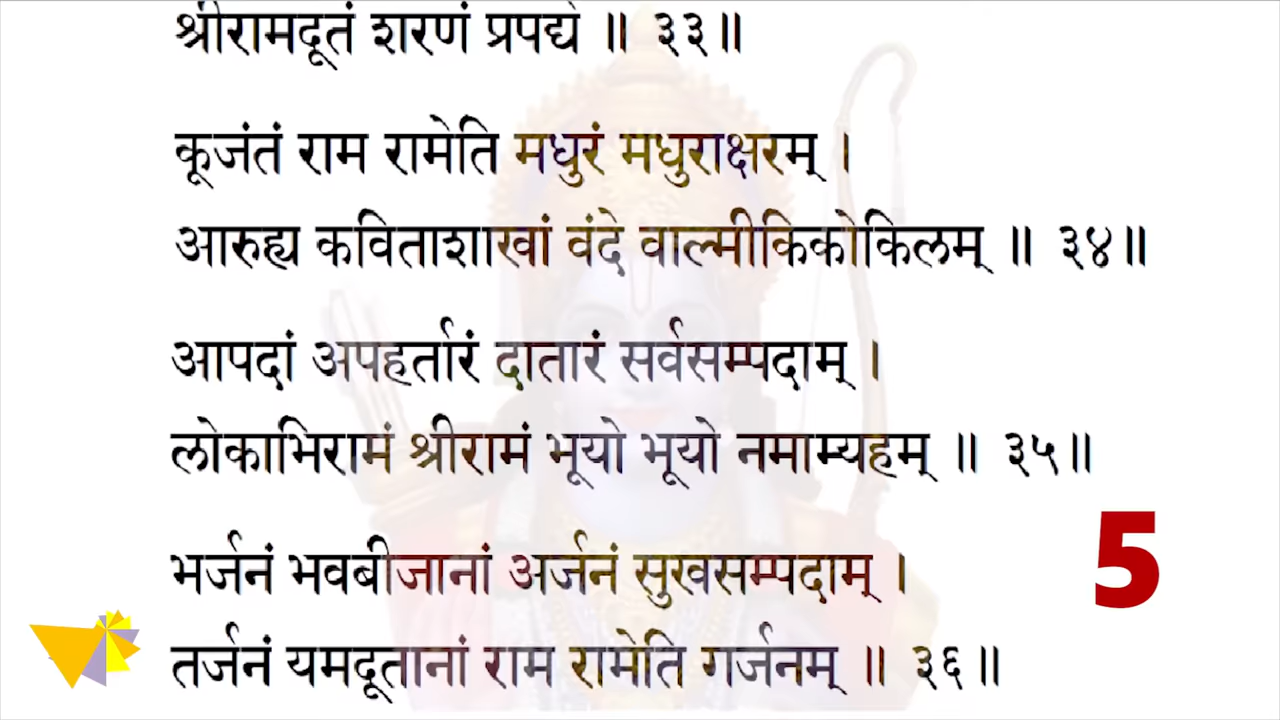 श्रीरामदूतं शरणं प्रपद्ये ॥ ३३॥
कूजंतं राम रामेति मधुरं मधुराक्षरम् ।
आरुह्य कविताशाखां वंदे वाल्मीकिकोकिलम् ॥ ३४॥
आपदां अपहर्तारं दातारं सर्वसम्पदाम् ।
लोकाभिरामं श्रीरामं भूयो भूयो नमाम्यहम् ॥ ३५॥
भर्जनं भवबीजानां अर्जनं सुखसम्पदाम् ।
तर्जनं यमदूतानां राम रामेति गर्जनम् ॥ ३६॥
5